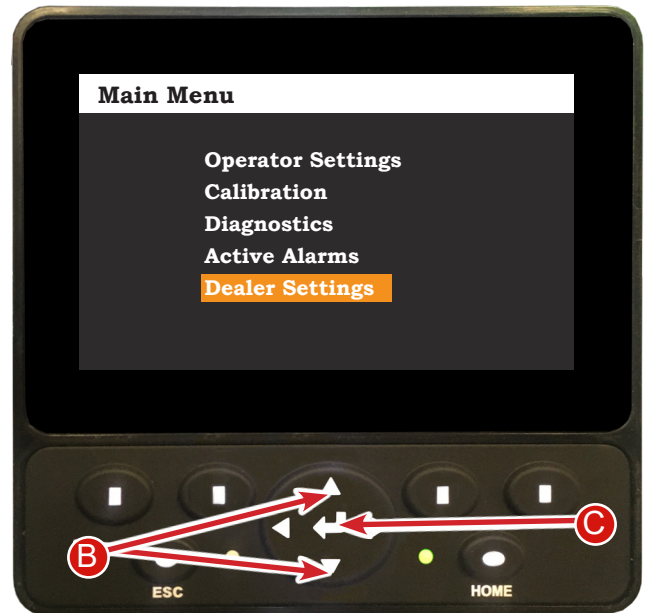 Main Menu
Operator Settings
Calibration
Diagnostics
Active Alarms
Dealer Settings
B
C
ESC
HOME